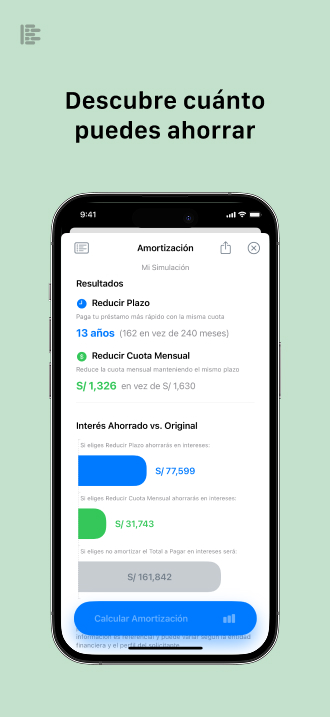 Descubre cuánto
puedes ahorrar
9:41
Amortización
Mi Simulación
Resultados
Reducir Plazo
Paga tu préstamo más rápido con la misma cuota
13 años (162 en vez de 240 meses)
$ Reducir Cuota Mensual
Reduce la cuota mensual manteniendo el mismo plazo
S/ 1,326 en vez de S/ 1,630
Interés Ahorrado vs. Original
Si eliges Reducir Plazo ahorrarás en intereses:
S/ 77,599
Si eliges Reducir Cuota Mensual ahorrarás en intereses:
S/ 31,743
Si eliges no amortizar el Total a Pagar en intereses será:
S/ 161,842
Calcular Amortización
información es referencial y puede variar según la entidad
financiera y el perfil del solicitante.